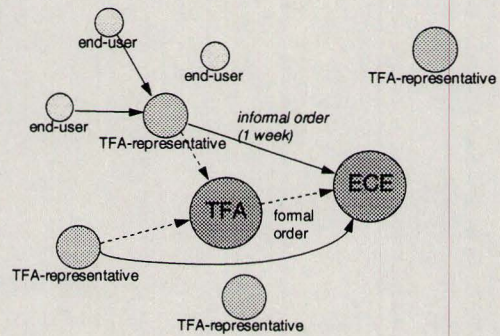 end-user
end-user
TFA-representative
end-user
informal order
(1 week)
TFA-representative
ECE
TFA
formal
order
TFA-representative
TFA-representative